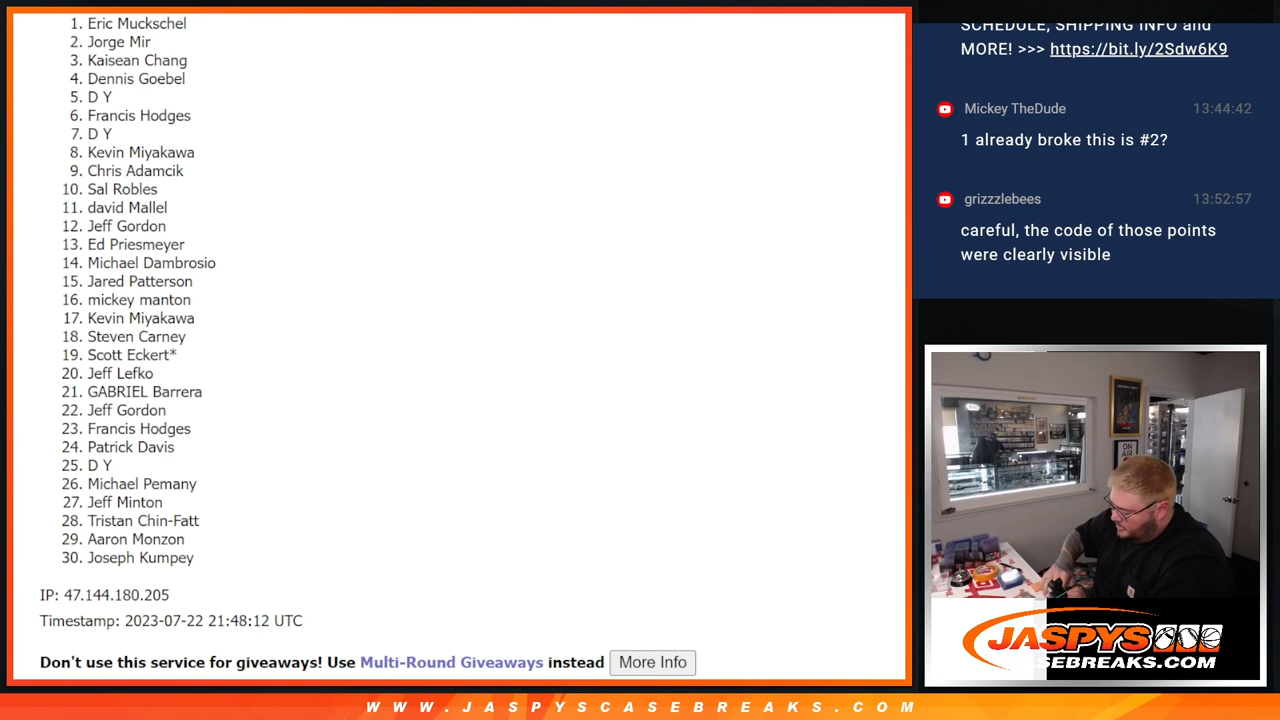 1. Eric Muckschel
2. Jorge Mir
3. Kaisean Chang
4. Dennis Goebel
5. D Y
6. Francis Hodges
7. D Y
8. Kevin Miyakawa
9. Chris Adamcik
10. Sal Robles
11. david Mallel
12. Jeff Gordon
13. Ed Priesmeyer
14. Michael Dambrosio
15. Jared Patterson
16. mickey manton
17. Kevin Miyakawa
18. Steven Carney
19. Scott Eckert*
20. Jeff Lefko
21. GABRIEL Barrera
22. Jeff Gordon
23. Francis Hodges
24. Patrick Davis
25. D Y
26. Michael Pemany
27. Jeff Minton
28. Tristan Chin-Fatt
29. Aaron Monzon
30. Joseph Kumpey
IP: 47.144.180.205
Timestamp: 2023-07-22 21:48:12 UTC
Don't use this service for giveaways! Use Multi-Round Giveaways instead More Info
SCHEDULE, SHIPPING INFO and
MORE! >>> https://bit.ly/2Sdw6K9
Mickey TheDude 13:44:42
1 already broke this is #2?
grizzzlebees 13:52:57
careful, the code of those points
were clearly visible
ON
AIR
JASPYS
CASEBREAKS.COM
WWW.JASPYSCASEBREAKS.COM